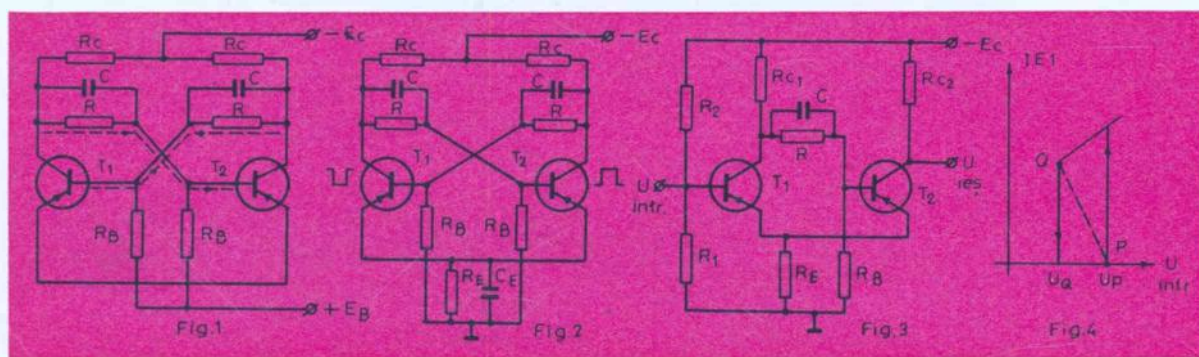 Rc Rc − Ec
C C
R R
T1 T2
RB RB
+ EB
Fig.1
Rc Rc − Ec
C C
R R
T1 T2
RB RB
RE CE
Fig.2
− Ec
R2 Rc1 Rc2
C
R
U intr. T1 T2 U ieș.
R1 RE RB
Fig.3
IE1
Q
P
UQ UP U intr
Fig.4